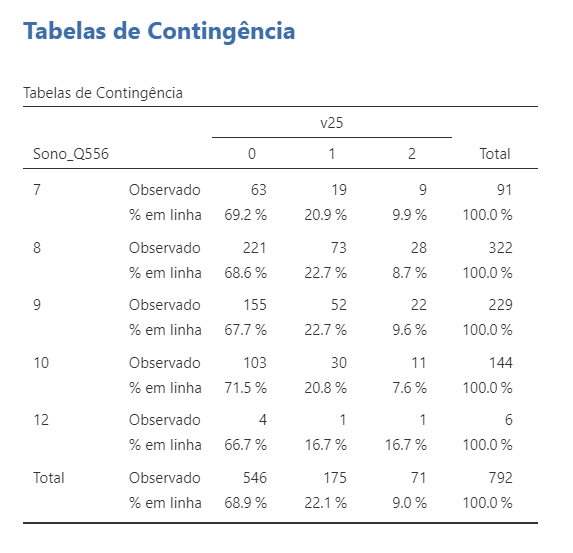 Tabelas de Contingência
Tabelas de Contingência
v25
Sono_Q556 0 1 2 Total
7 Observado 63 19 9 91
% em linha 69.2 % 20.9 % 9.9 % 100.0 %
8 Observado 221 73 28 322
% em linha 68.6 % 22.7 % 8.7 % 100.0 %
9 Observado 155 52 22 229
% em linha 67.7 % 22.7 % 9.6 % 100.0 %
10 Observado 103 30 11 144
% em linha 71.5 % 20.8 % 7.6 % 100.0 %
12 Observado 4 1 1 6
% em linha 66.7 % 16.7 % 16.7 % 100.0 %
Total Observado 546 175 71 792
% em linha 68.9 % 22.1 % 9.0 % 100.0 %